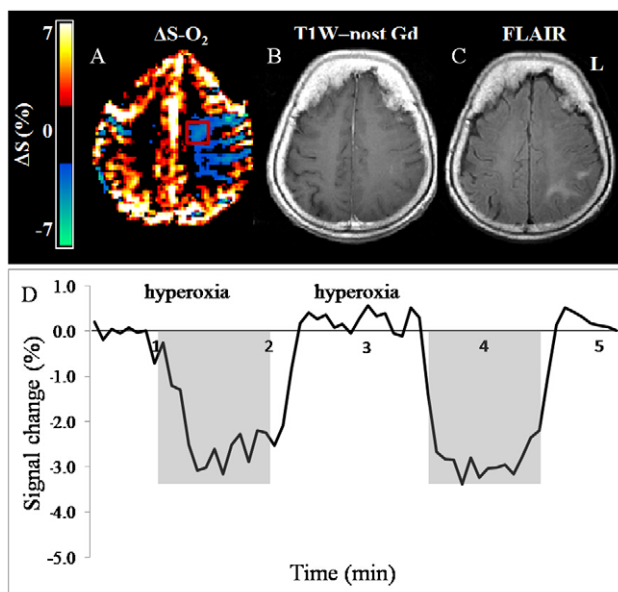 7
0
-7
ΔS (%)
A
ΔS-O₂
B
T1W–post Gd
C
FLAIR
L
D
hyperoxia
hyperoxia
1.0
0.0
-1.0
-2.0
-3.0
-4.0
-5.0
1
2
3
4
5
Signal change (%)
Time (min)